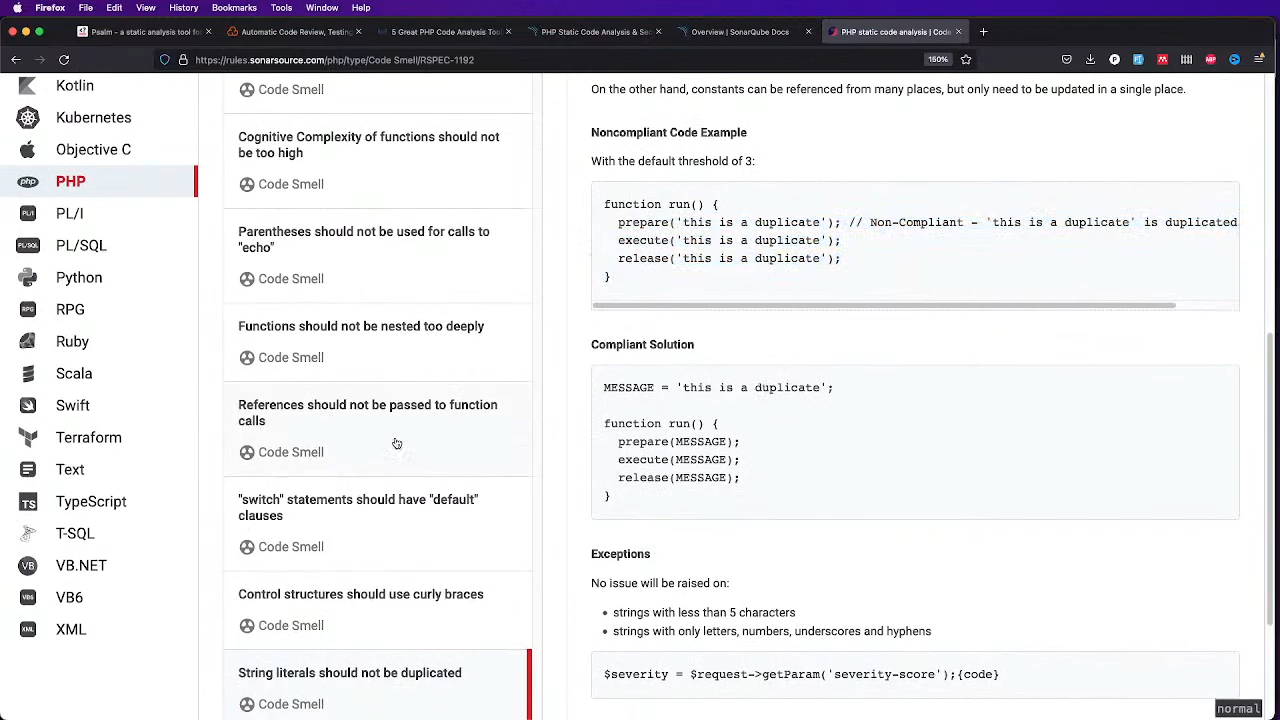 Firefox File Edit View History Bookmarks Tools Window Help
Psalm - a static analysis tool fo
Automatic Code Review, Testing
5 Great PHP Code Analysis Tool
PHP Static Code Analysis & Sec
Overview | SonarQube Docs
PHP static code analysis | Code
https://rules.sonarsource.com/php/type/Code Smell/RSPEC-1192
150%
Kotlin
Kubernetes
Objective C
PHP
PL/I
PL/SQL
Python
RPG
Ruby
Scala
Swift
Terraform
Text
TypeScript
T-SQL
VB.NET
VB6
XML
Code Smell
Cognitive Complexity of functions should not
be too high
Code Smell
Parentheses should not be used for calls to
"echo"
Code Smell
Functions should not be nested too deeply
Code Smell
References should not be passed to function
calls
Code Smell
"switch" statements should have "default"
clauses
Code Smell
Control structures should use curly braces
Code Smell
String literals should not be duplicated
Code Smell
On the other hand, constants can be referenced from many places, but only need to be updated in a single place.
Noncompliant Code Example
With the default threshold of 3:
function run() {
prepare('this is a duplicate'); // Non-Compliant - 'this is a duplicate' is duplicated
execute('this is a duplicate');
release('this is a duplicate');
}
Compliant Solution
MESSAGE = 'this is a duplicate';
function run() {
prepare(MESSAGE);
execute(MESSAGE);
release(MESSAGE);
}
Exceptions
No issue will be raised on:
strings with less than 5 characters
strings with only letters, numbers, underscores and hyphens
$severity = $request->getParam('severity-score');{code}
normal